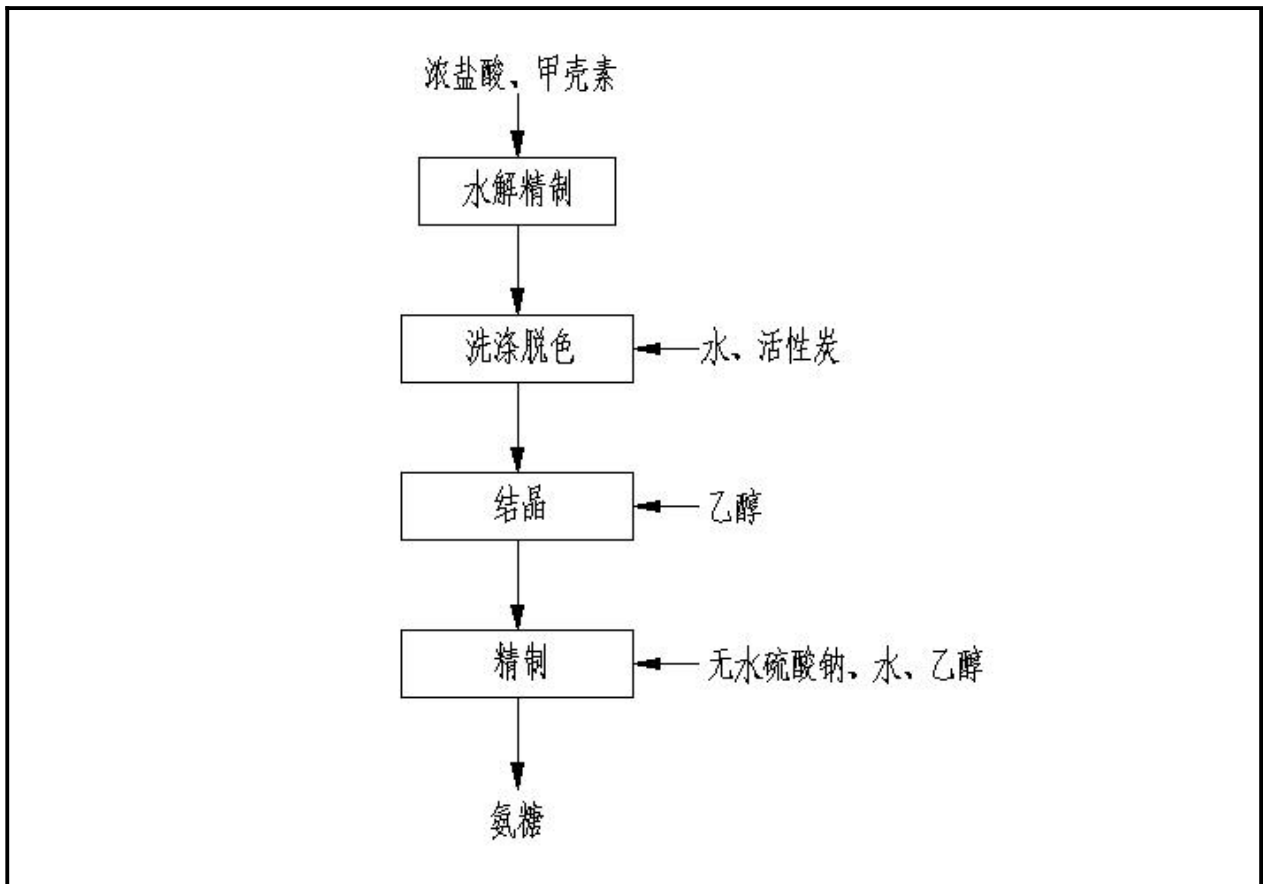 浓盐酸、甲壳素
水解精制
洗涤脱色
水、活性炭
结晶
乙醇
精制
无水硫酸钠、水、乙醇
氨糖